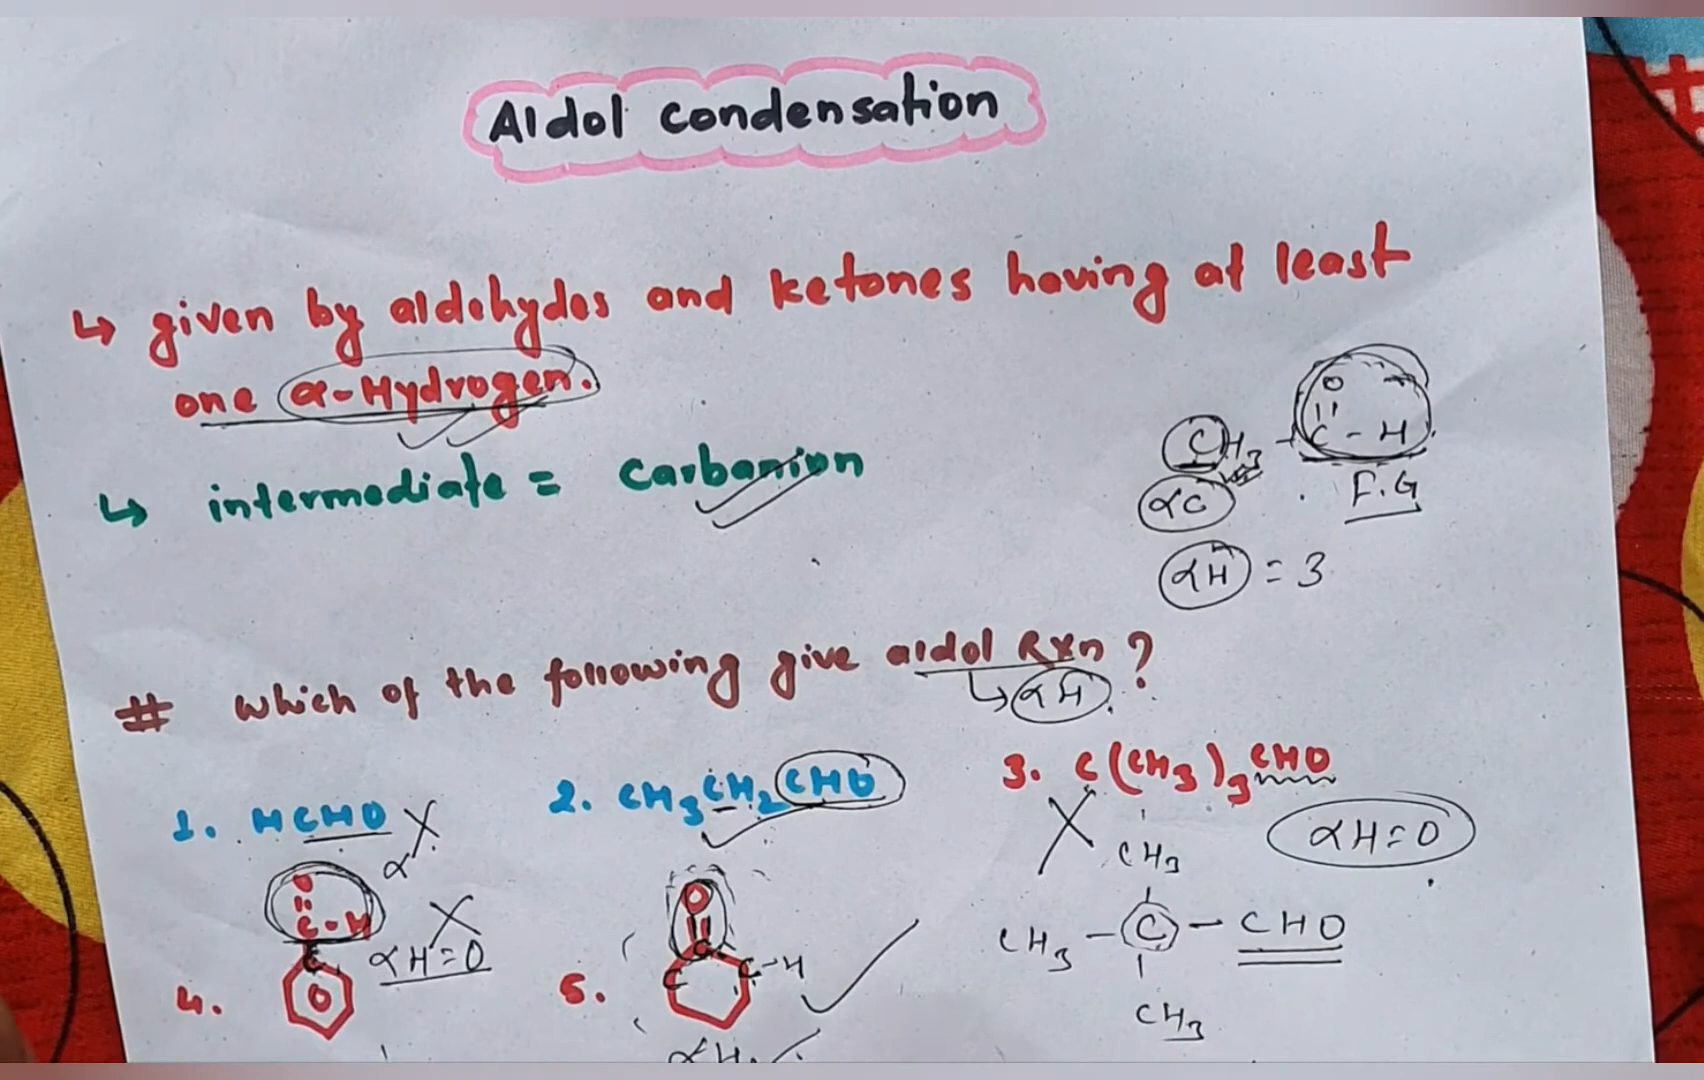 Aldol condensation
↳ given by aldehydes and ketones having at least
one α-Hydrogen.
O
||
CH3 - C - H
αC F.G
αH = 3
↳ intermediate = carbanion
# which of the following give aldol Rxn ?
↳ αH
1. HCHO X
α
2. CH3CH2CHO ✓
3. C(CH3)3CHO
X
αH=0
CH3
CH3 - C - CHO
CH3
4.
O
C-H X
C
αH=0
5.
O
C
C C-H ✓
αH ✓